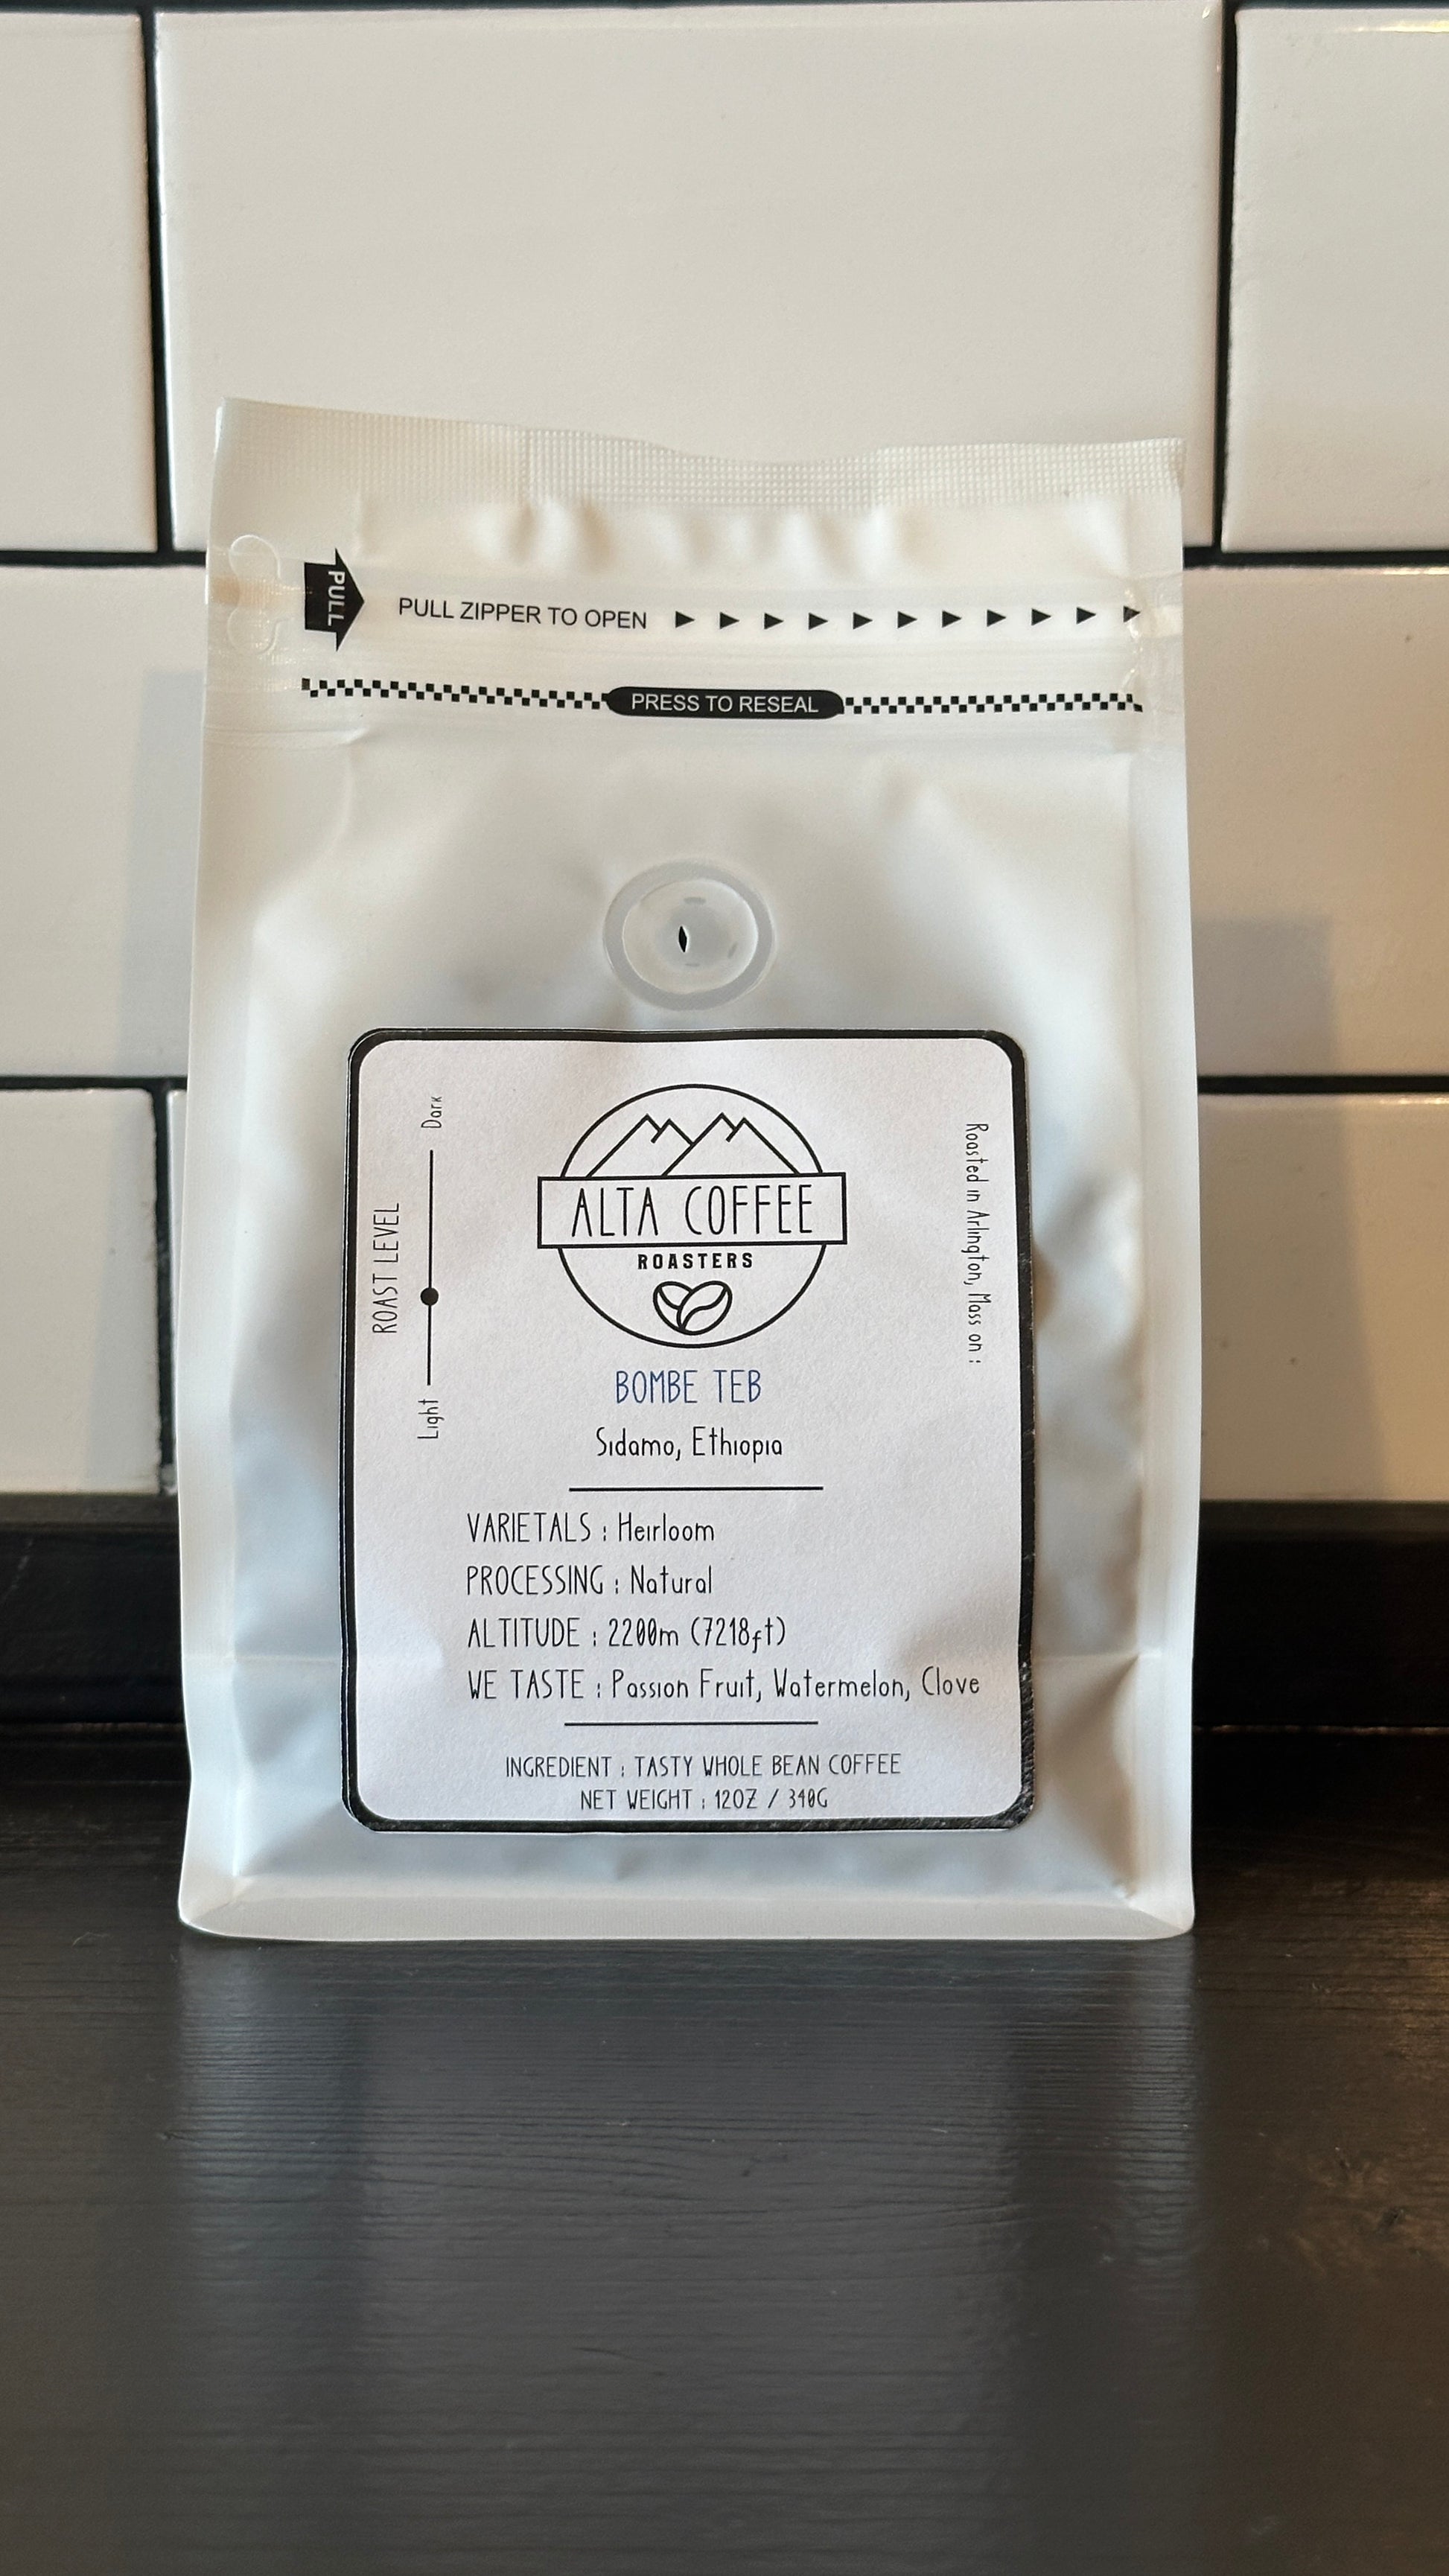 PULL
PULL ZIPPER TO OPEN
PRESS TO RESEAL
ALTA COFFEE
ROASTERS
Dark
ROAST LEVEL
Light
Roasted in Arlington, Mass on :
BOMBE TEB
Sidamo, Ethiopia
VARIETALS : Heirloom
PROCESSING : Natural
ALTITUDE : 2200m (7218ft)
WE TASTE : Passion Fruit, Watermelon, Clove
INGREDIENT : TASTY WHOLE BEAN COFFEE
NET WEIGHT : 12OZ / 340G